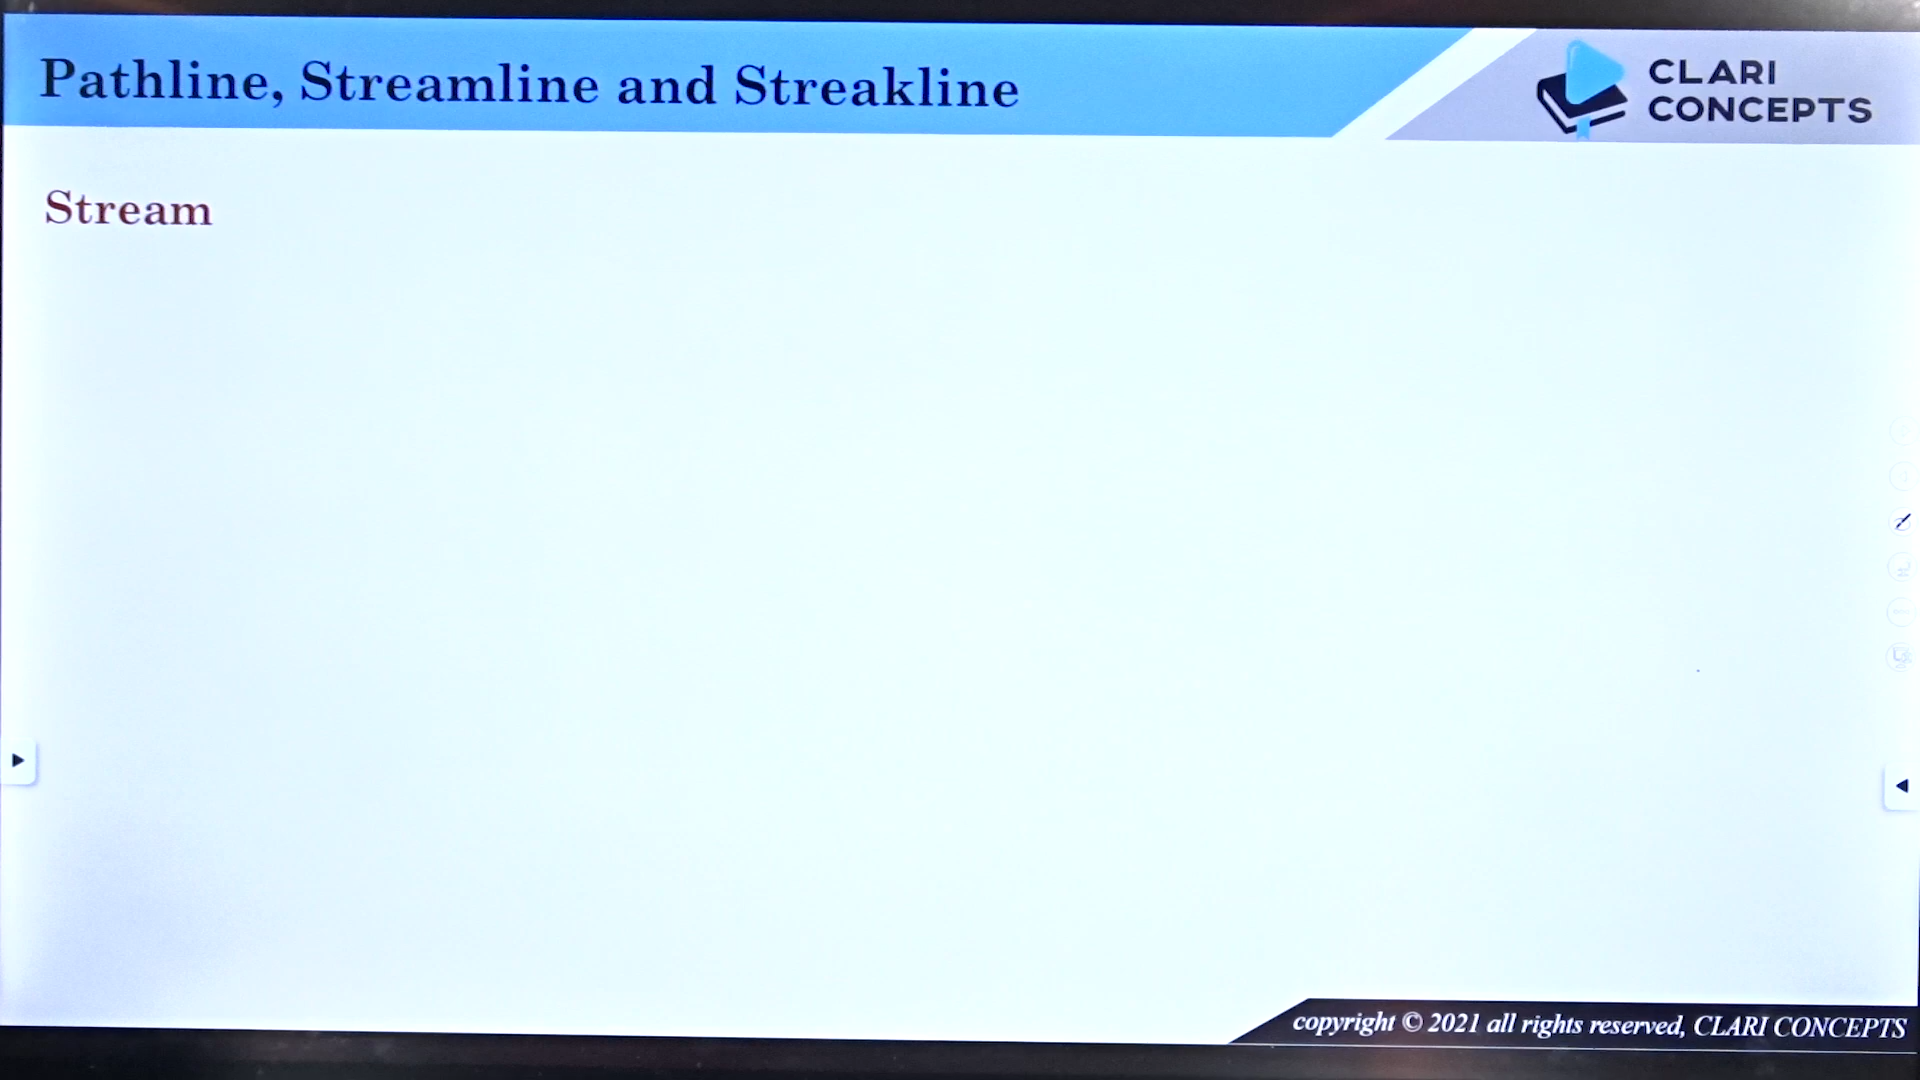 Pathline, Streamline and Streakline
CLARI
CONCEPTS
Stream
copyright © 2021 all rights reserved, CLARI CONCEPTS